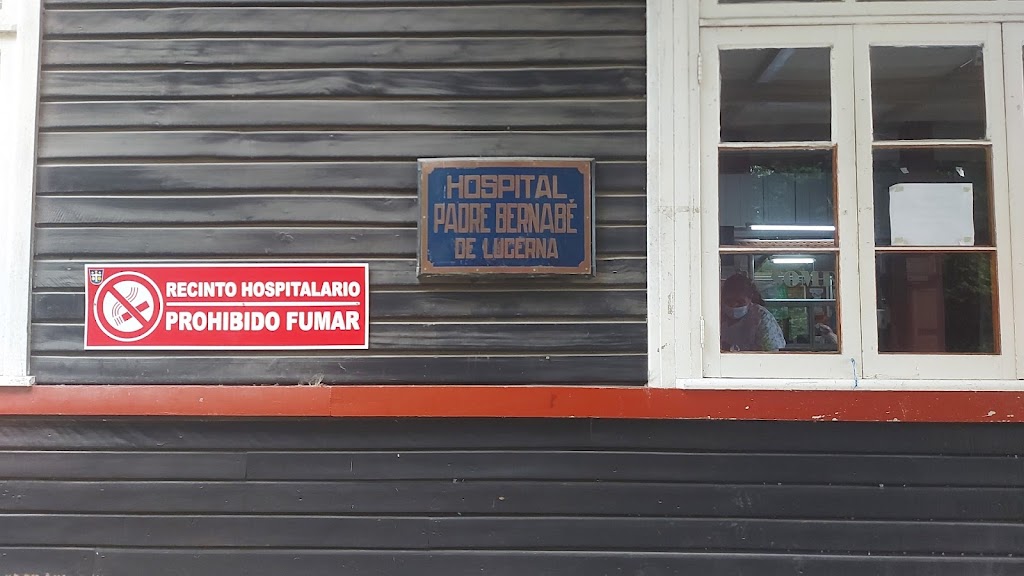 HOSPITAL
PADRE BERNABÉ
DE LUCERNA
RECINTO HOSPITALARIO
PROHIBIDO FUMAR